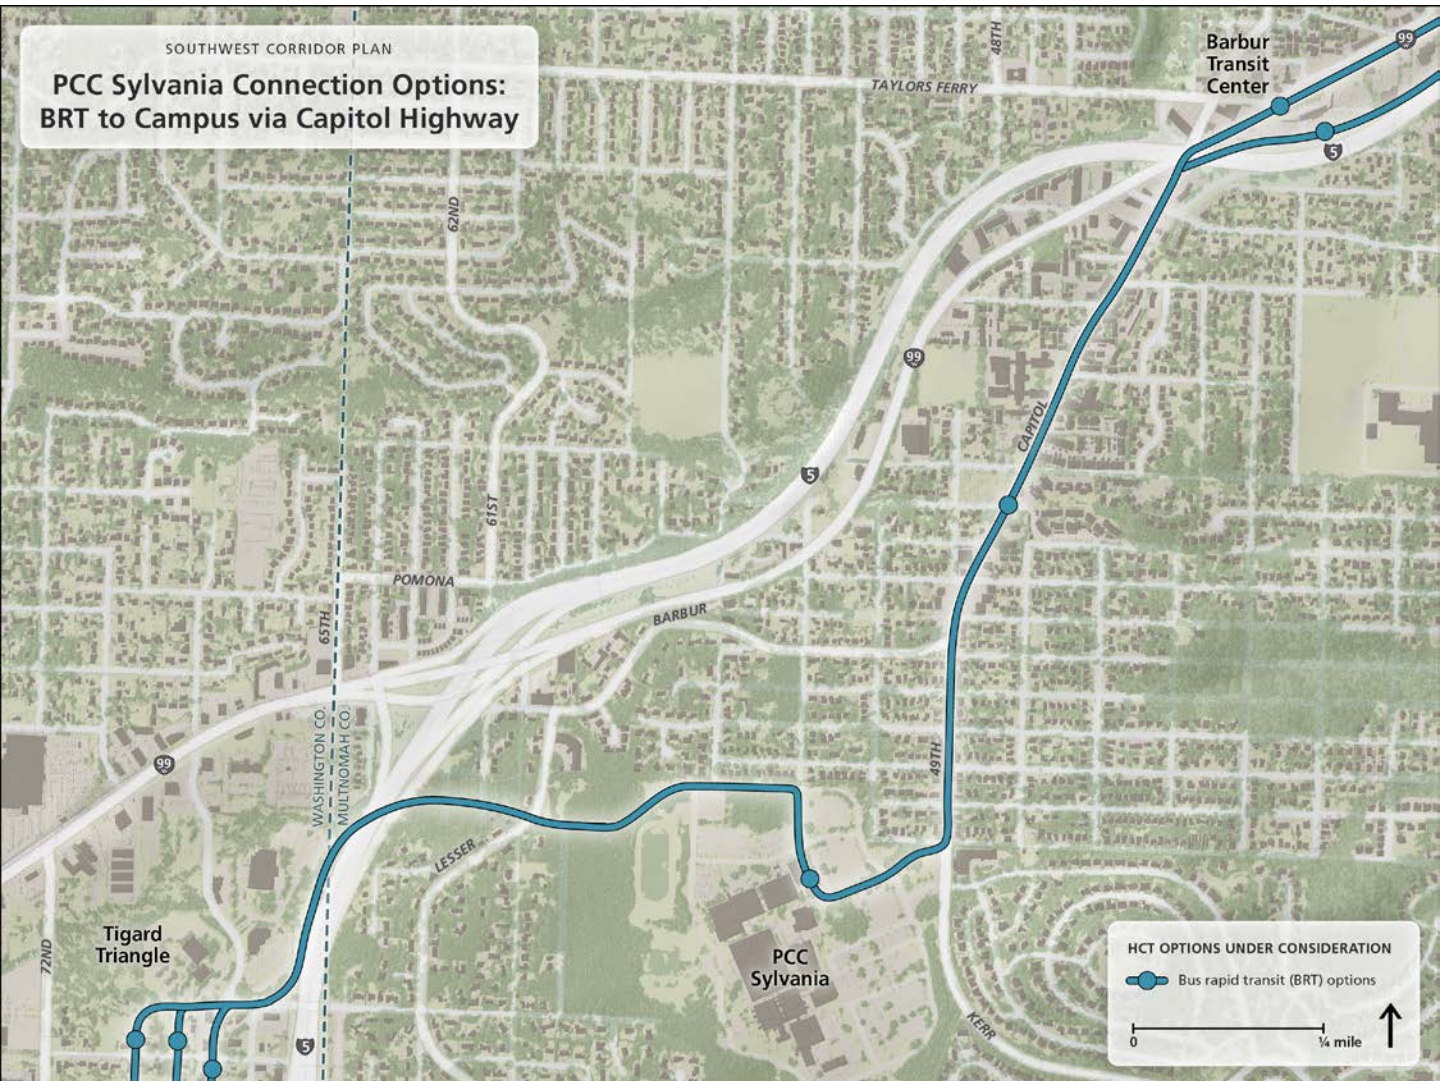 SOUTHWEST CORRIDOR PLAN
PCC Sylvania Connection Options:
BRT to Campus via Capitol Highway
48TH
Barbur
Transit
Center
99
W
TAYLORS FERRY
5
62ND
99
W
CAPITOL
5
61ST
POMONA
BARBUR
65TH
WASHINGTON CO.
MULTNOMAH CO.
49TH
99
W
LESSER
72ND
Tigard
Triangle
PCC
Sylvania
KERR
5
HCT OPTIONS UNDER CONSIDERATION
Bus rapid transit (BRT) options
0
¼ mile